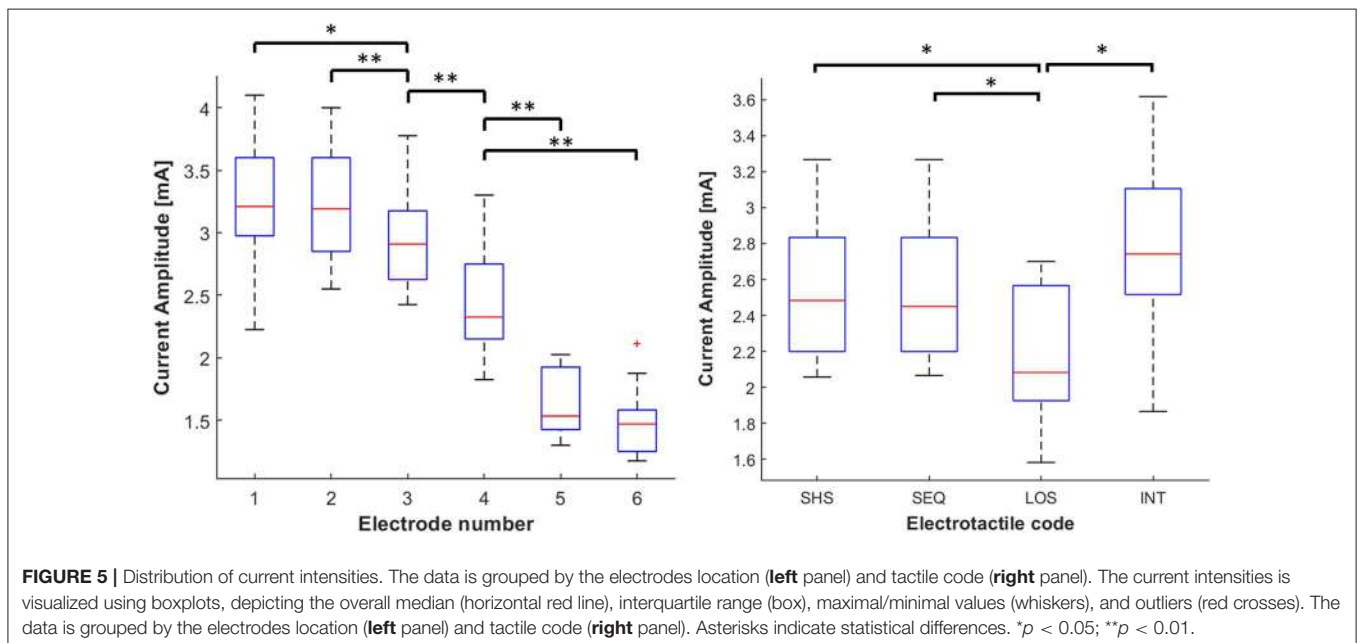 *
**
**
**
**
4
3.5
3
2.5
2
1.5
Current Amplitude [mA]
1 2 3 4 5 6
Electrode number
*
*
*
3.6
3.4
3.2
2.8
2.6
2.4
2.2
2
1.8
1.6
Current Amplitude [mA]
SHS SEQ LOS INT
Electrotactile code
FIGURE 5 | Distribution of current intensities. The data is grouped by the electrodes location (left panel) and tactile code (right panel). The current intensities is
visualized using boxplots, depicting the overall median (horizontal red line), interquartile range (box), maximal/minimal values (whiskers), and outliers (red crosses). The
data is grouped by the electrodes location (left panel) and tactile code (right panel). Asterisks indicate statistical differences. *p < 0.05; **p < 0.01.